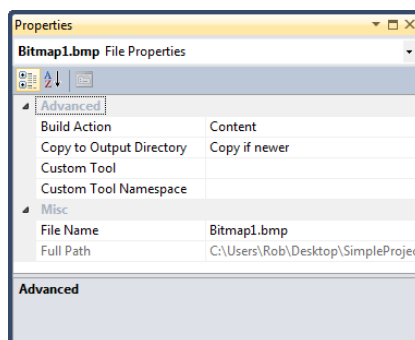 Properties
Bitmap1.bmp File Properties
Advanced
Build Action Content
Copy to Output Directory Copy if newer
Custom Tool
Custom Tool Namespace
Misc
File Name Bitmap1.bmp
Full Path C:\Users\Rob\Desktop\SimpleProjec
Advanced